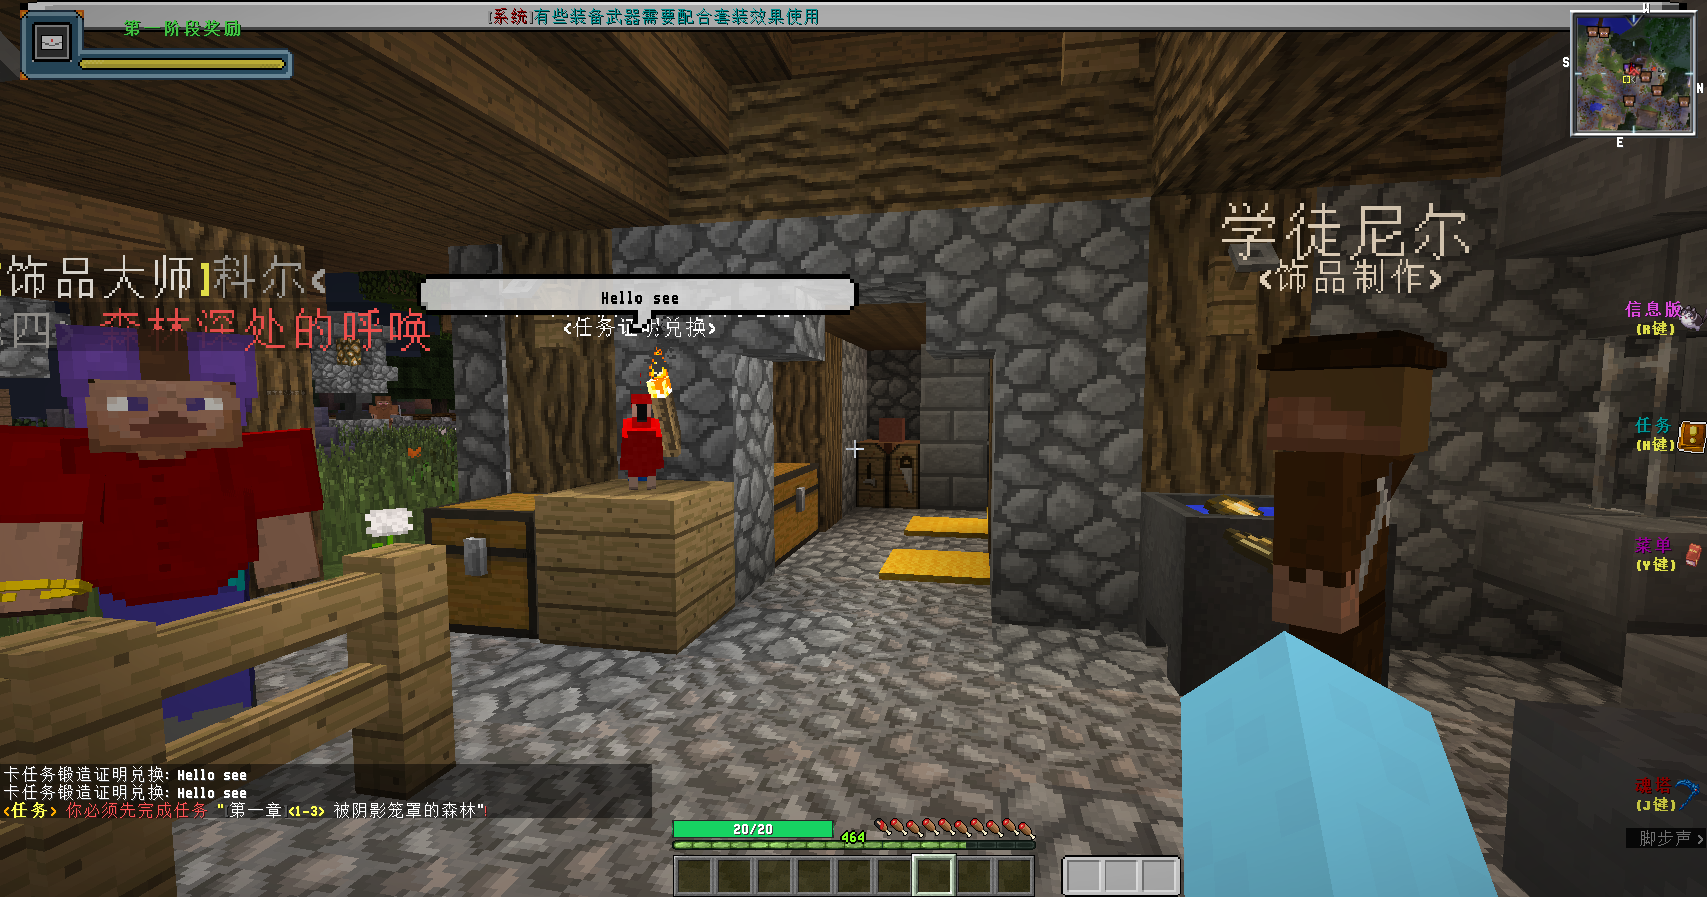 [系统]有些装备武器需要配合套装效果使用
第一阶段奖励
W
S
N
E
学徒尼尔
<饰品制作>
[饰品大师]科尔<
四
森林深处的呼唤
Hello see
<任务证明兑换>
信息版
(R键)
任务
(H键)
菜单
(Y键)
魂塔
(J键)
脚步声 >
卡任务锻造证明兑换: Hello see
卡任务锻造证明兑换: Hello see
<任务> 你必须先完成任务 "[第一章]<1-3> 被阴影笼罩的森林"!
20/20
464